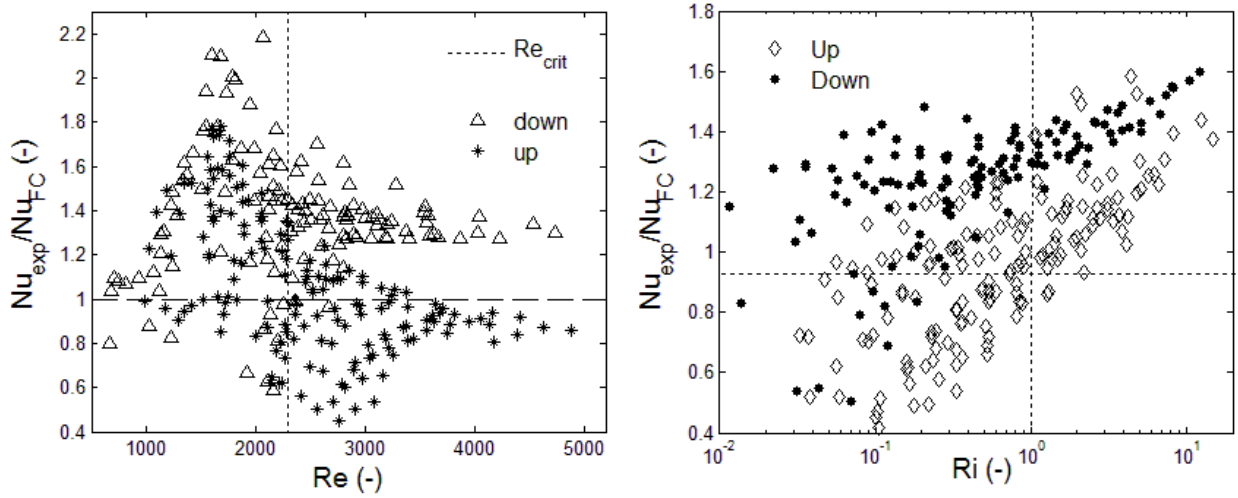 2.2
2
1.8
1.6
1.4
1.2
1
0.8
0.6
0.4
Nu_exp/Nu_FC (-)
1000 2000 3000 4000 5000
Re (-)
Re_crit
down
up
1.8
1.6
1.4
1.2
1
0.8
0.6
0.4
Nu_exp/Nu_FC (-)
10^-2 10^-1 10^0 10^1
Ri (-)
Up
Down